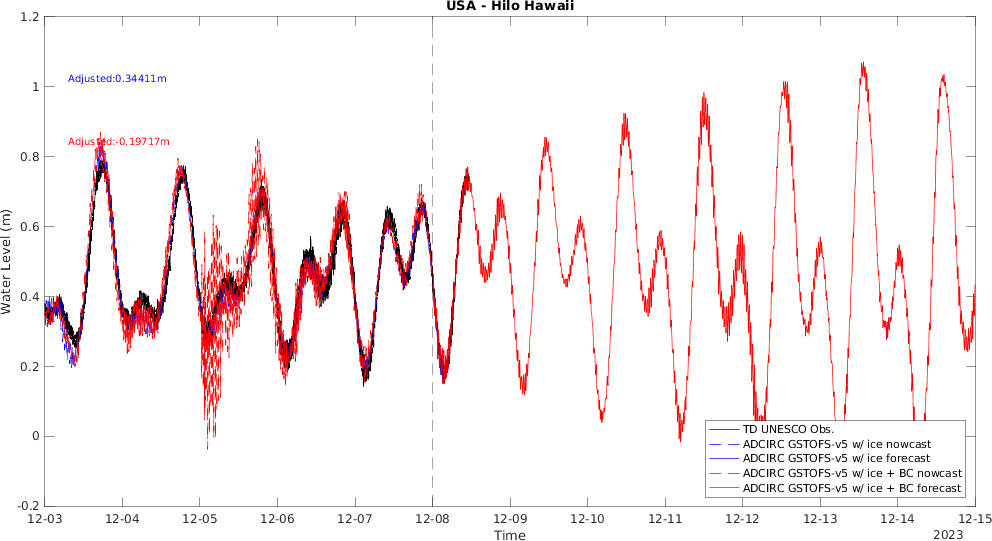 USA - Hilo Hawaii
1.2
1
0.8
0.6
0.4
0.2
0
-0.2
Water Level (m)
Adjusted:0.34411m
Adjusted:-0.19717m
TD UNESCO Obs.
ADCIRC GSTOFS-v5 w/ ice nowcast
ADCIRC GSTOFS-v5 w/ ice forecast
ADCIRC GSTOFS-v5 w/ ice + BC nowcast
ADCIRC GSTOFS-v5 w/ ice + BC forecast
12-03 12-04 12-05 12-06 12-07 12-08 12-09 12-10 12-11 12-12 12-13 12-14 12-15
Time
2023